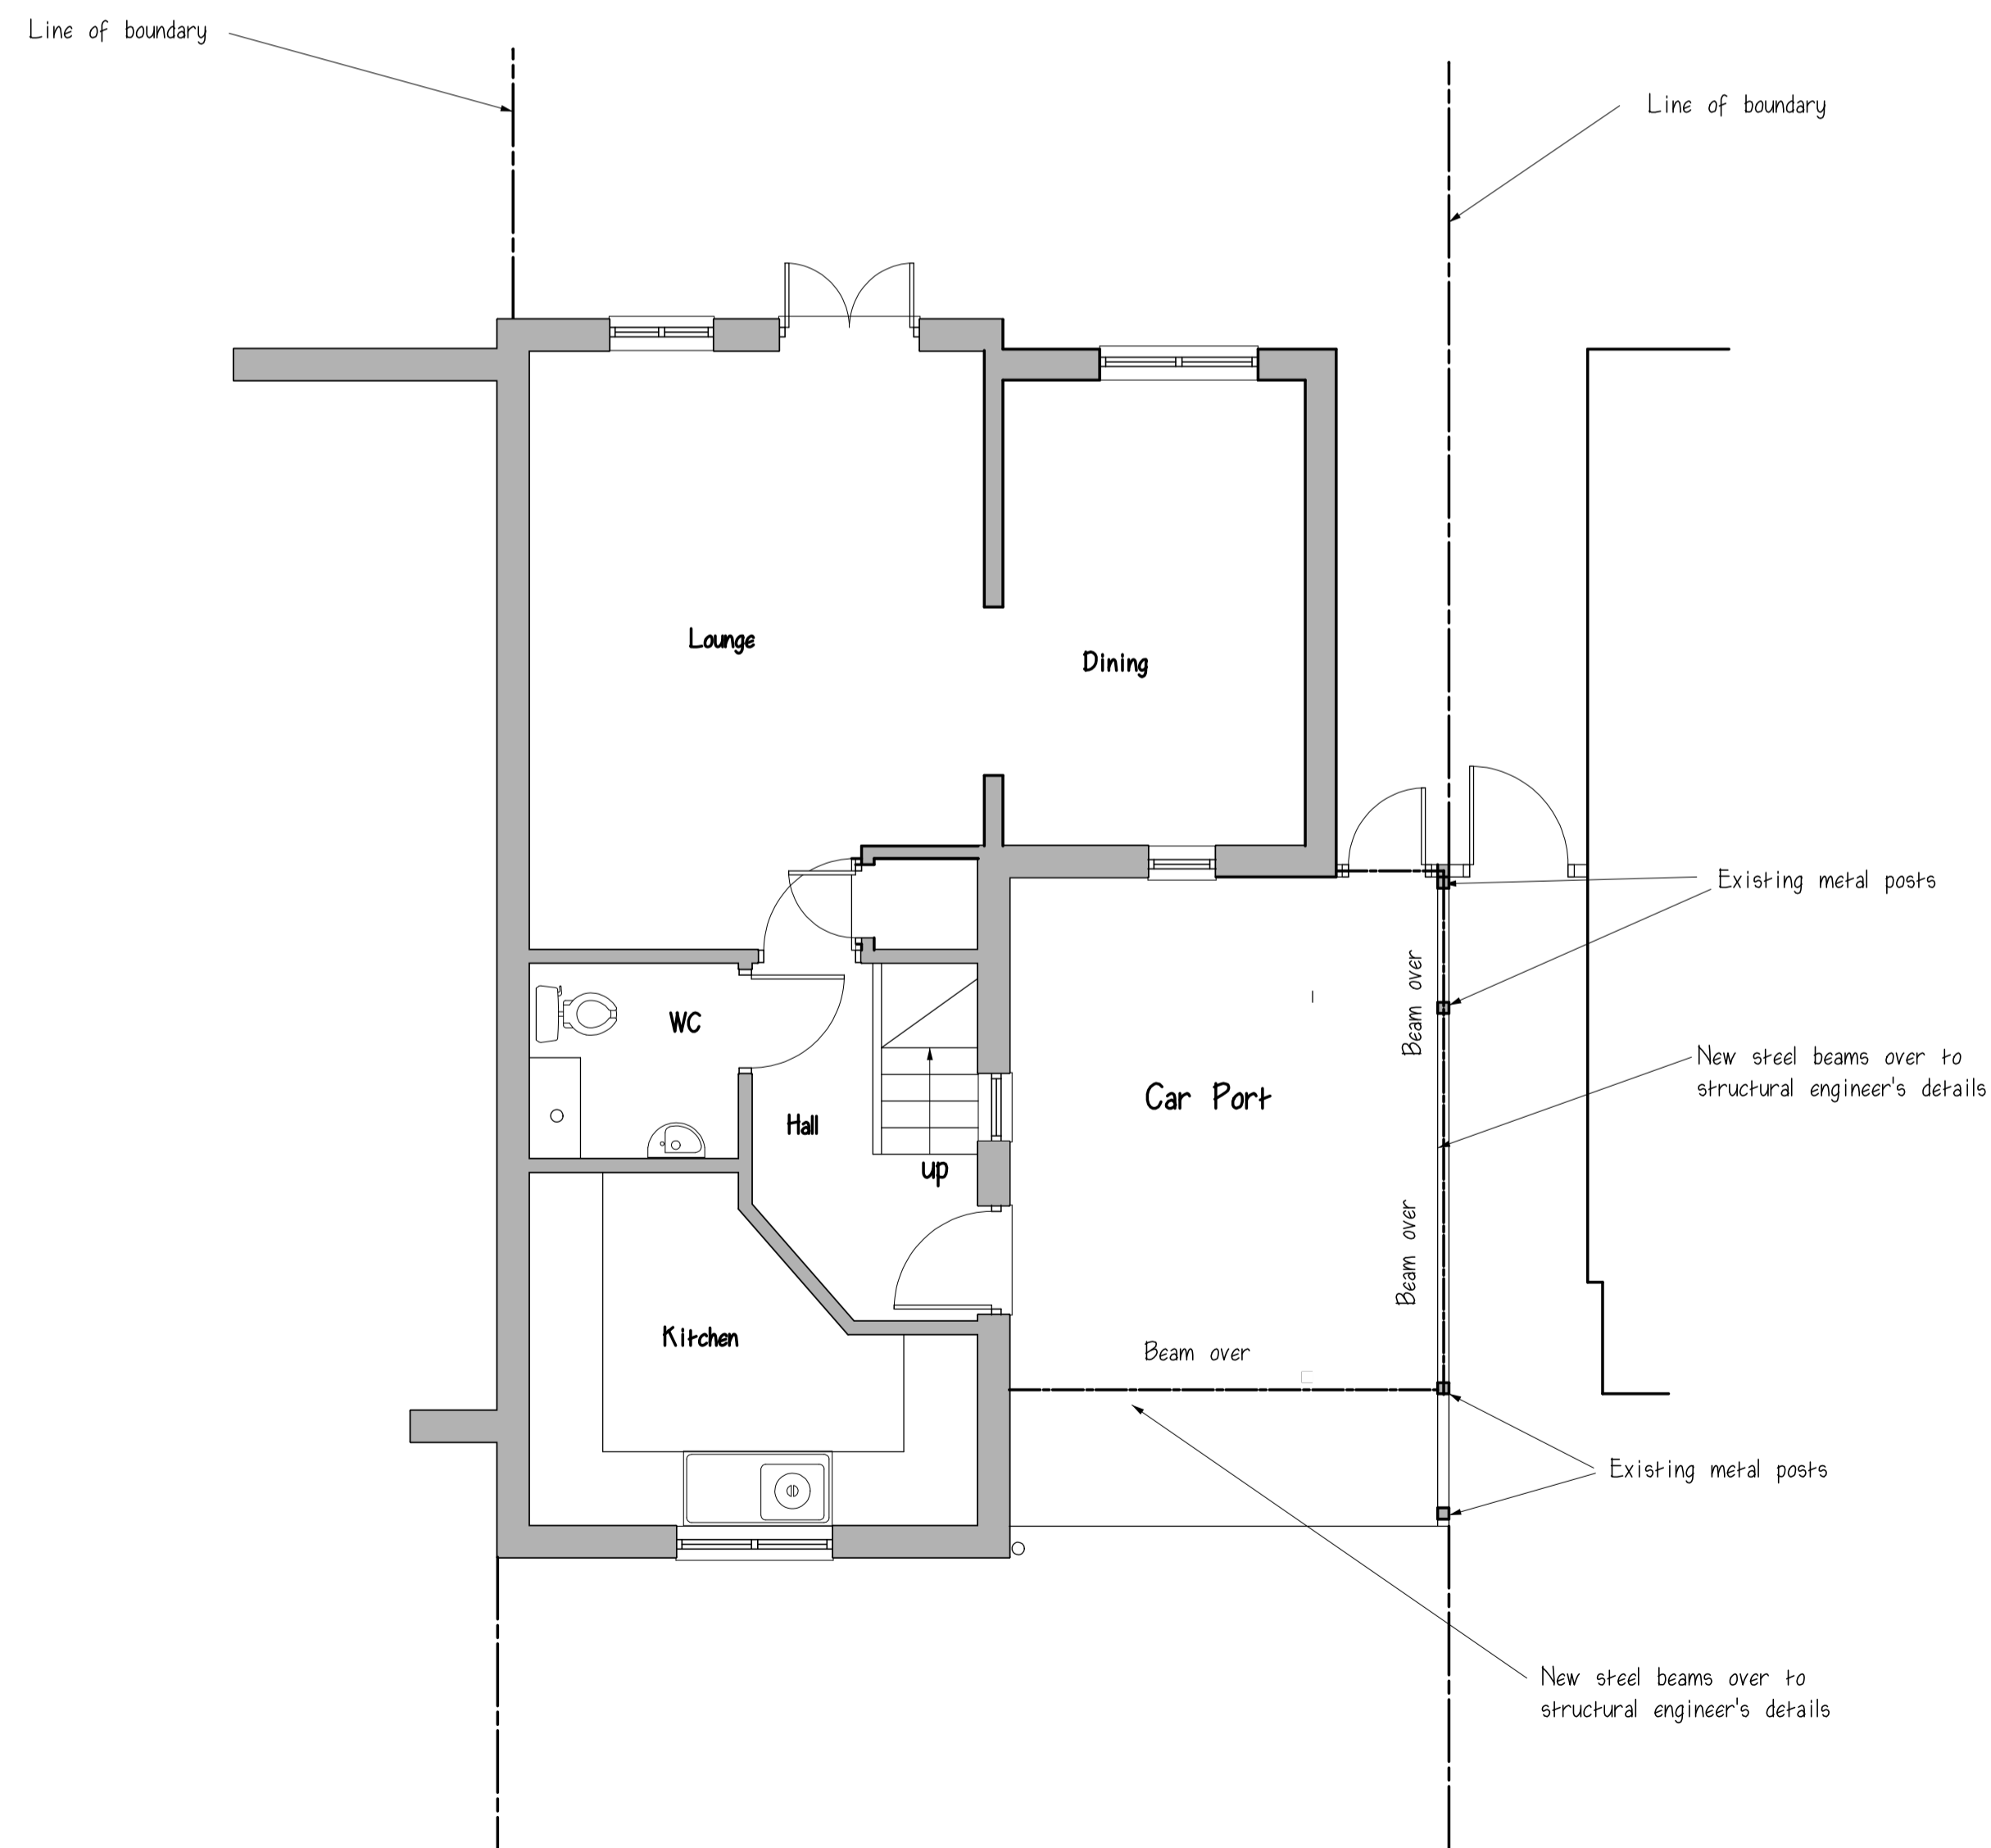 Line of boundary
Line of boundary
Lounge
Dining
Existing metal posts
Beam over
WC
New steel beams over to
structural engineer's details
Car Port
Hall
up
Beam over
Kitchen
Beam over
Existing metal posts
New steel beams over to
structural engineer's details